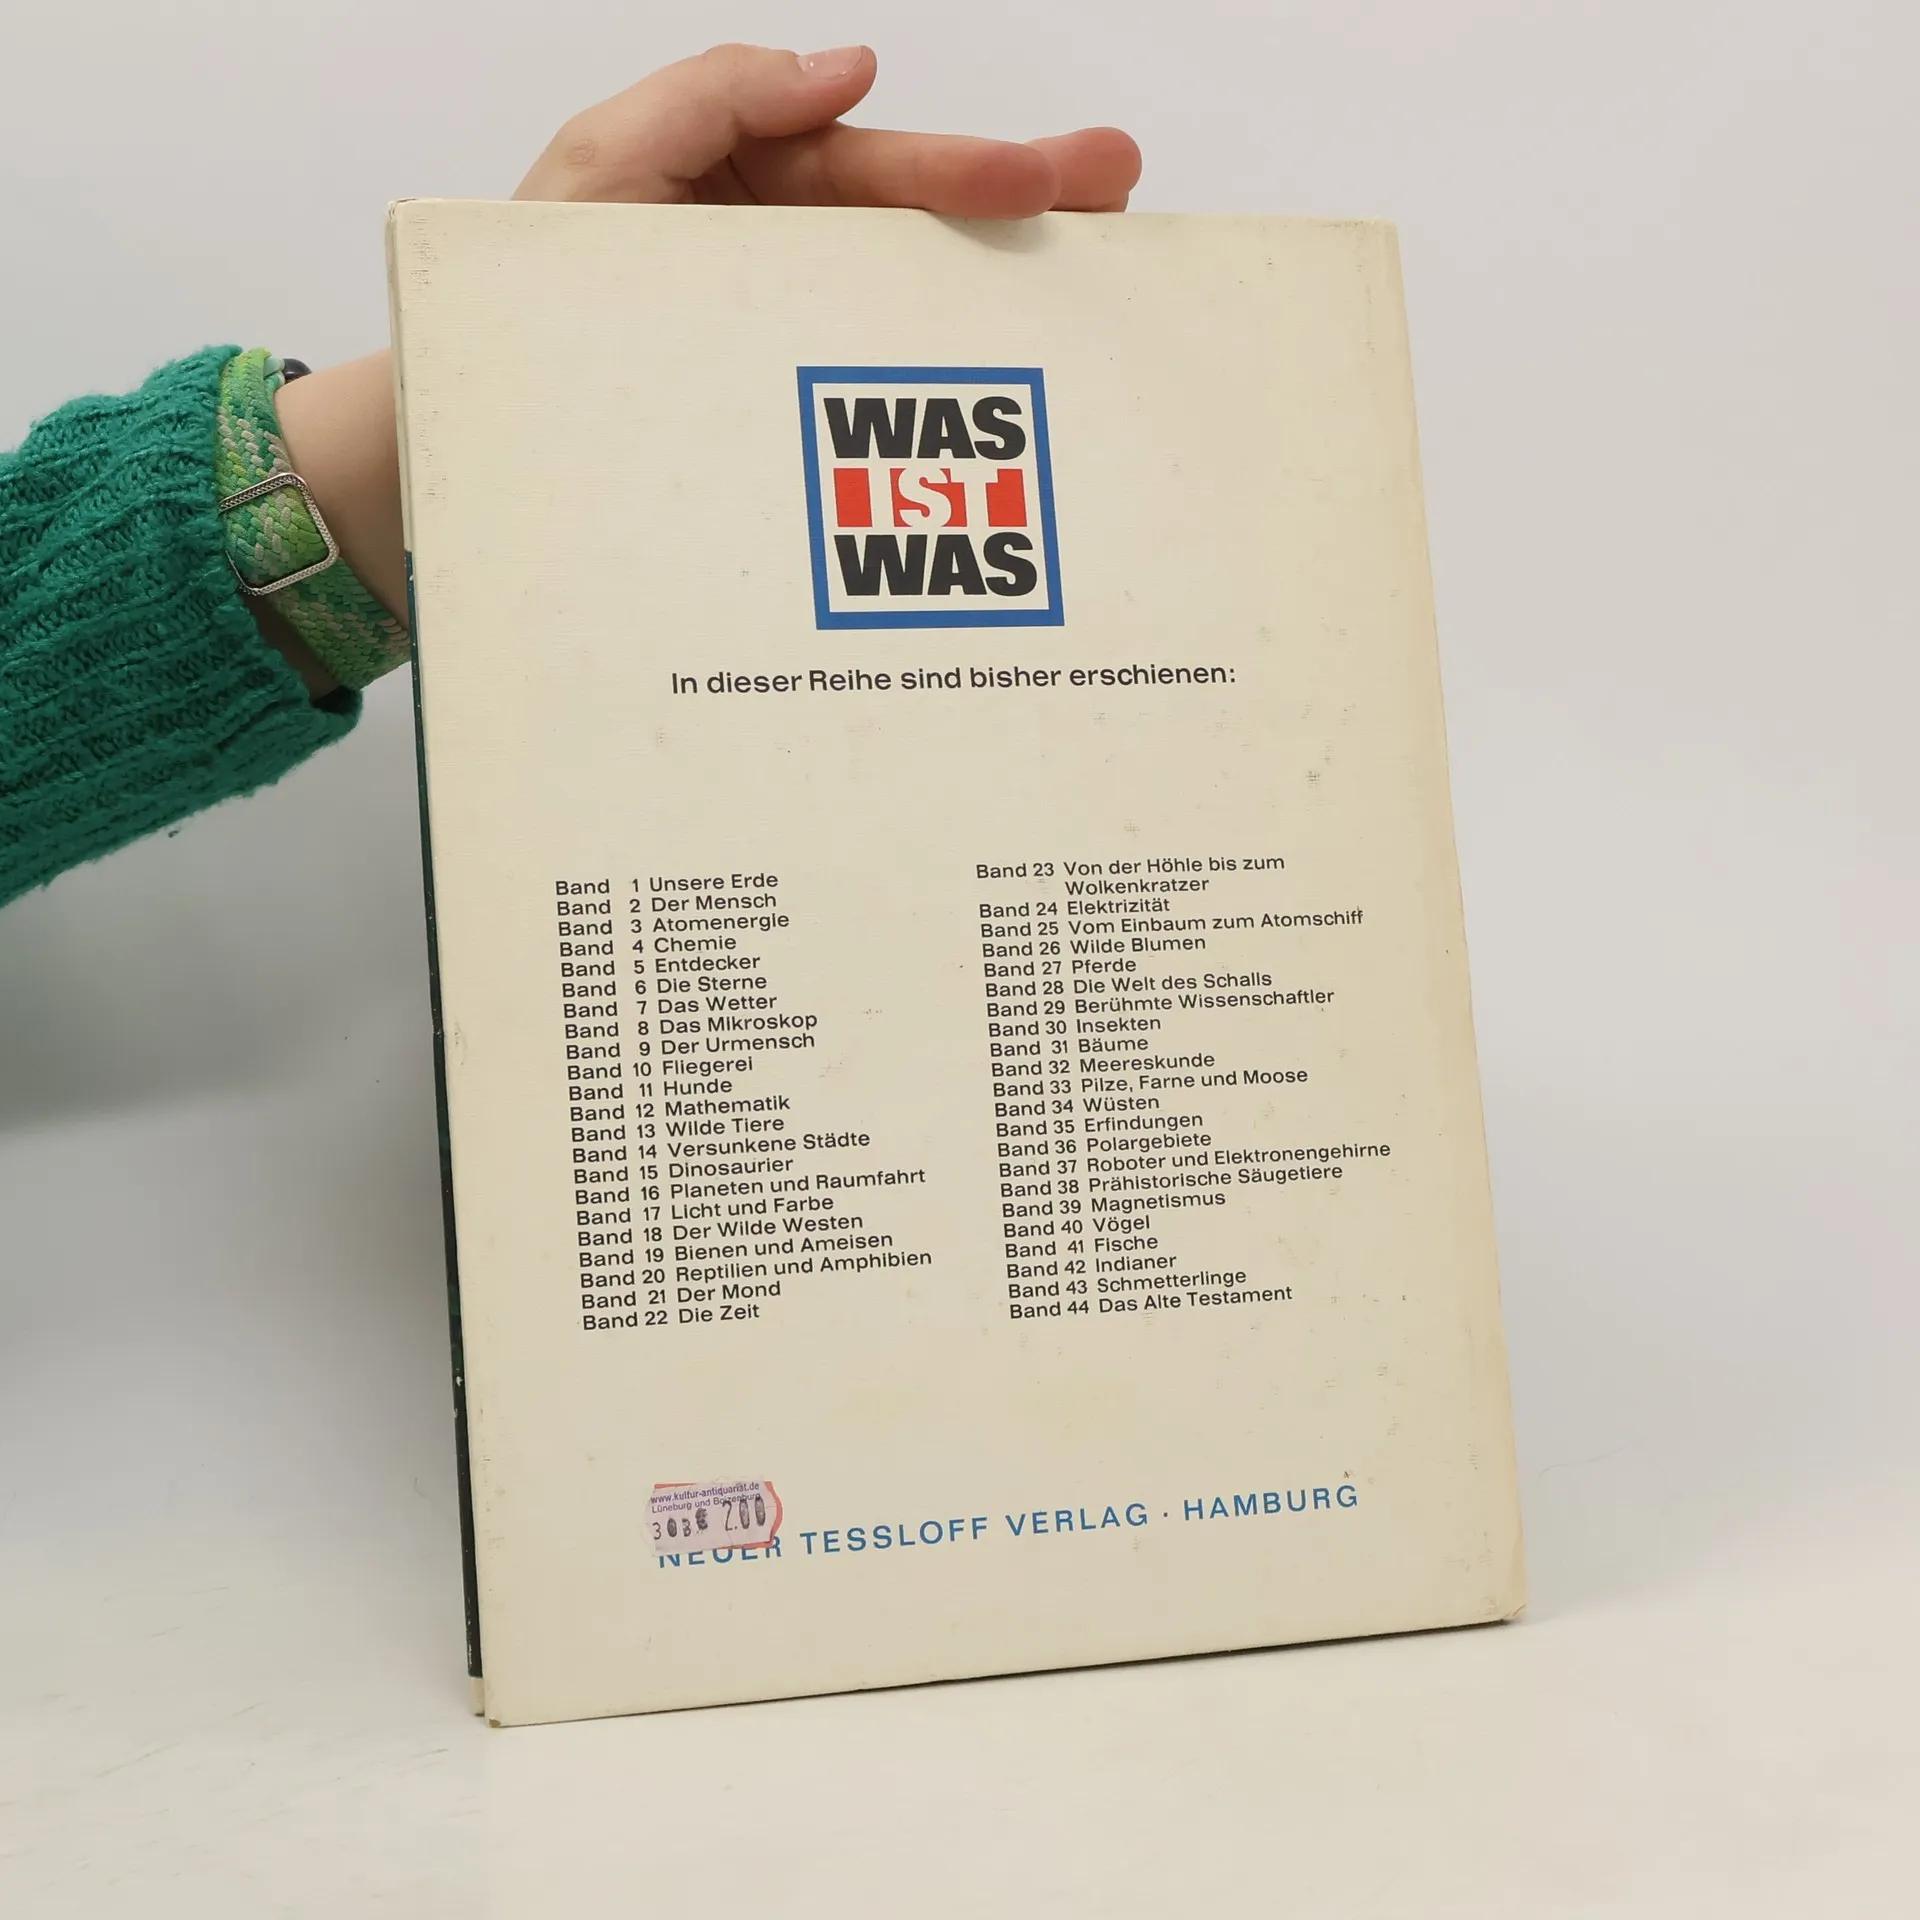 WAS
IST
WAS
In dieser Reihe sind bisher erschienen:
Band 1 Unsere Erde
Band 2 Der Mensch
Band 3 Atomenergie
Band 4 Chemie
Band 5 Entdecker
Band 6 Die Sterne
Band 7 Das Wetter
Band 8 Das Mikroskop
Band 9 Der Urmensch
Band 10 Fliegerei
Band 11 Hunde
Band 12 Mathematik
Band 13 Wilde Tiere
Band 14 Versunkene Städte
Band 15 Dinosaurier
Band 16 Planeten und Raumfahrt
Band 17 Licht und Farbe
Band 18 Der Wilde Westen
Band 19 Bienen und Ameisen
Band 20 Reptilien und Amphibien
Band 21 Der Mond
Band 22 Die Zeit
Band 23 Von der Höhle bis zum
Wolkenkratzer
Band 24 Elektrizität
Band 25 Vom Einbaum zum Atomschiff
Band 26 Wilde Blumen
Band 27 Pferde
Band 28 Die Welt des Schalls
Band 29 Berühmte Wissenschaftler
Band 30 Insekten
Band 31 Bäume
Band 32 Meereskunde
Band 33 Pilze, Farne und Moose
Band 34 Wüsten
Band 35 Erfindungen
Band 36 Polargebiete
Band 37 Roboter und Elektronengehirne
Band 38 Prähistorische Säugetiere
Band 39 Magnetismus
Band 40 Vögel
Band 41 Fische
Band 42 Indianer
Band 43 Schmetterlinge
Band 44 Das Alte Testament
www.kultur-antiquariat.de
Lüneburg und Boizenburg
303€ 2.00
NEUER TESSLOFF VERLAG · HAMBURG